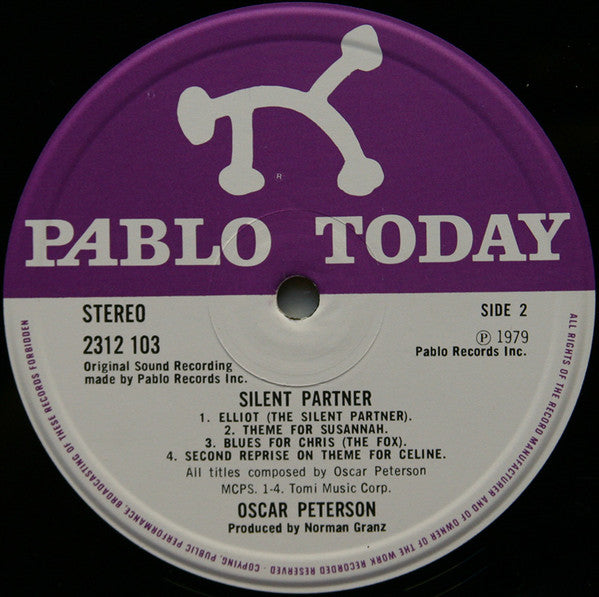 R
PABLO TODAY
STEREO
2312 103
Original Sound Recording
made by Pablo Records Inc.
SIDE 2
Ⓟ 1979
Pablo Records Inc.
SILENT PARTNER
1. ELLIOT (THE SILENT PARTNER).
2. THEME FOR SUSANNAH.
3. BLUES FOR CHRIS (THE FOX).
4. SECOND REPRISE ON THEME FOR CELINE.
All titles composed by Oscar Peterson
MCPS. 1-4. Tomi Music Corp.
OSCAR PETERSON
Produced by Norman Granz
ALL RIGHTS OF THE RECORD MANUFACTURER AND OF OWNER OF THE WORK RECORDED RESERVED · COPYING, PUBLIC PERFORMANCE, BROADCASTING OF THESE RECORDS FORBIDDEN